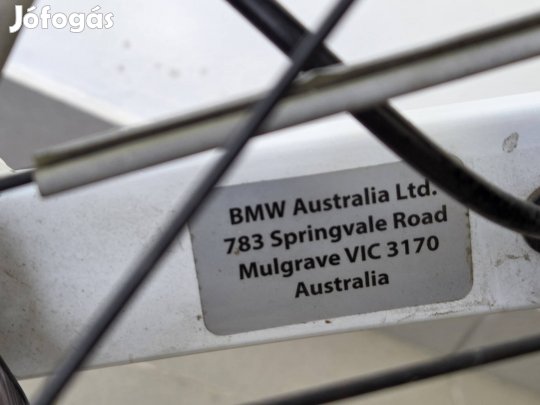 Jófogás
BMW Australia Ltd.
783 Springvale Road
Mulgrave VIC 3170
Australia